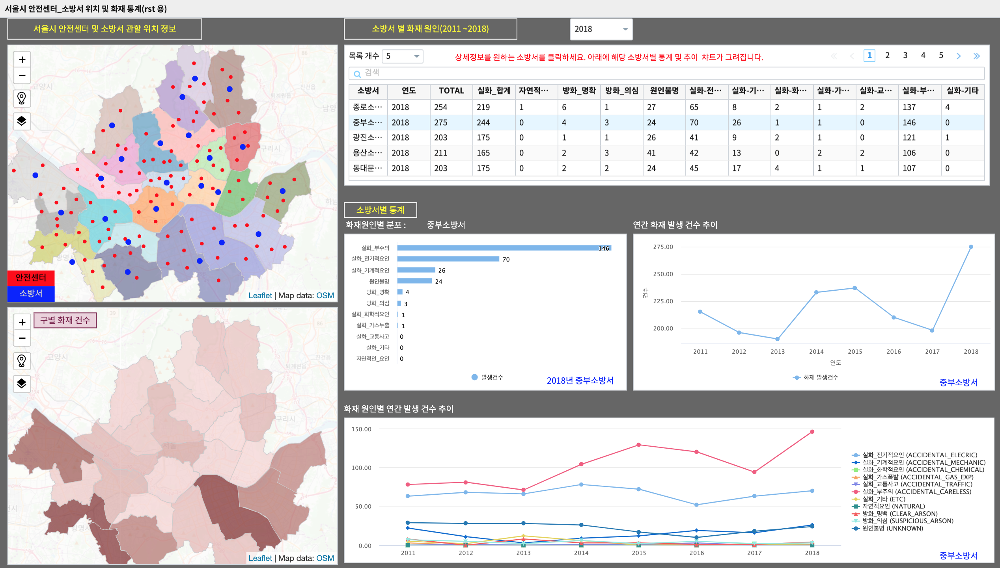 서울시 안전센터_소방서 위치 및 화재 통계(rst 용)
서울시 안전센터 및 소방서 관할 위치 정보
소방서 별 화재 원인(2011 ~2018)
2018
+
−
고양시
86
진건읍
퇴계원읍
남양
구리시
하남
광명시
안전센터
소방서
Leaflet | Map data: OSM
목록 개수
5
상세정보를 원하는 소방서를 클릭하세요. 아래에 해당 소방서별 통계 및 추이 챠트가 그려집니다.
« ‹ 1 2 3 4 5 › »
검색
소방서 연도 TOTAL 실화_합계 자연적··· 방화_명확 방화_의심 원인불명 실화-전··· 실화-기··· 실화-화··· 실화-가··· 실화-교··· 실화-부··· 실화-기타
종로소··· 2018 254 219 1 6 1 27 65 8 2 1 2 137 4
중부소··· 2018 275 244 0 4 3 24 70 26 1 1 0 146 0
광진소··· 2018 203 175 0 1 1 26 41 9 2 1 0 121 1
용산소··· 2018 211 165 0 2 3 41 42 13 0 2 2 106 0
동대문··· 2018 203 175 0 2 2 24 45 17 4 1 1 107 0
소방서별 통계
화재원인별 분포 : 중부소방서
실화_부주의 146
실화_전기적요인 70
실화_기계적요인 26
원인불명 24
방화_명확 4
방화_의심 3
실화_화학적요인 1
실화_가스누출 1
실화_교통사고 0
실화_기타 0
자연적인_요인 0
발생건수
2018년 중부소방서
연간 화재 발생 건수 추이
275.00
250.00
225.00
200.00
건수
2011 2012 2013 2014 2015 2016 2017 2018
연도
화재 발생건수
중부소방서
+
−
구별 화재 건수
39
86
고양시
진건읍
퇴계원읍
구리시
서울
광명시
Leaflet | Map data: OSM
화재 원인별 연간 발생 건수 추이
150.00
100.00
50.00
0.00
2011 2012 2013 2014 2015 2016 2017 2018
실화_전기적요인 (ACCIDENTAL_ELECRIC)
실화_기계적요인 (ACCIDENTAL_MECHANIC)
실화_화학적요인 (ACCIDENTAL_CHEMICAL)
실화_가스폭발 (ACCIDENTAL_GAS_EXP)
실화_교통사고 (ACCIDENTAL_TRAFFIC)
실화_부주의 (ACCIDENTAL_CARELESS)
실화_기타 (ETC)
자연적요인 (NATURAL)
방화_명백 (CLEAR_ARSON)
방화_의심 (SUSPICIOUS_ARSON)
원인불명 (UNKNOWN)
중부소방서